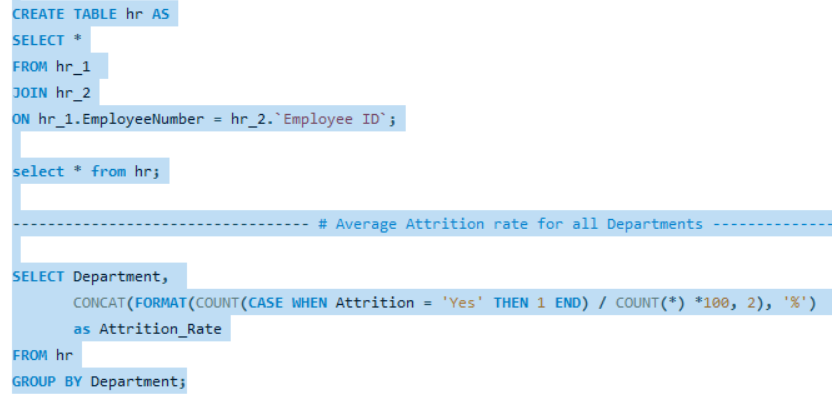 CREATE TABLE hr AS
SELECT *
FROM hr_1
JOIN hr_2
ON hr_1.EmployeeNumber = hr_2.`Employee ID`;
select * from hr;
---------------------------------- # Average Attrition rate for all Departments --------------
SELECT Department,
CONCAT(FORMAT(COUNT(CASE WHEN Attrition = 'Yes' THEN 1 END) / COUNT(*) *100, 2), '%')
as Attrition_Rate
FROM hr
GROUP BY Department;